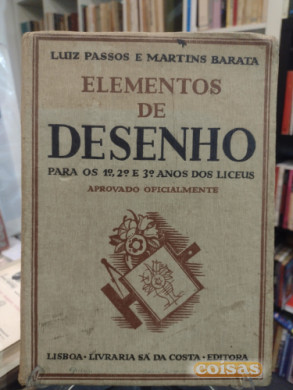 LUIZ PASSOS E MARTINS BARATA
ELEMENTOS
DE
DESENHO
PARA OS 1º, 2º E 3º ANOS DOS LICEUS
APROVADO OFICIALMENTE
LISBOA · LIVRARIA SÁ DA COSTA · EDITORA
coisas